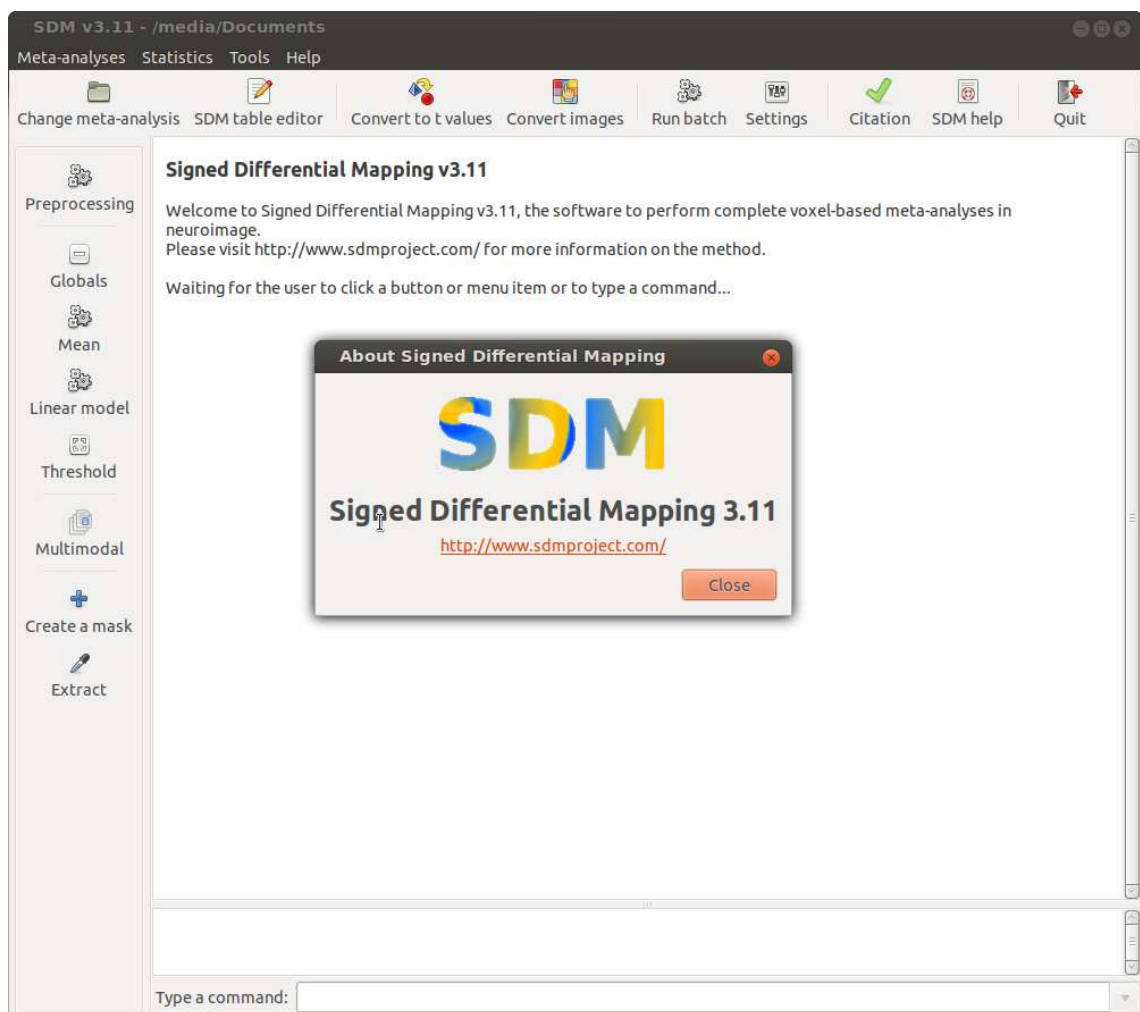 SDM v3.11 - /media/Documents
Meta-analyses Statistics Tools Help
Change meta-analysis SDM table editor Convert to t values Convert images Run batch Settings Citation SDM help Quit
Preprocessing
Globals
Mean
Linear model
Threshold
Multimodal
Create a mask
Extract
Signed Differential Mapping v3.11
Welcome to Signed Differential Mapping v3.11, the software to perform complete voxel-based meta-analyses in
neuroimage.
Please visit http://www.sdmproject.com/ for more information on the method.
Waiting for the user to click a button or menu item or to type a command...
About Signed Differential Mapping
SDM
Signed Differential Mapping 3.11
http://www.sdmproject.com/
Close
Type a command: